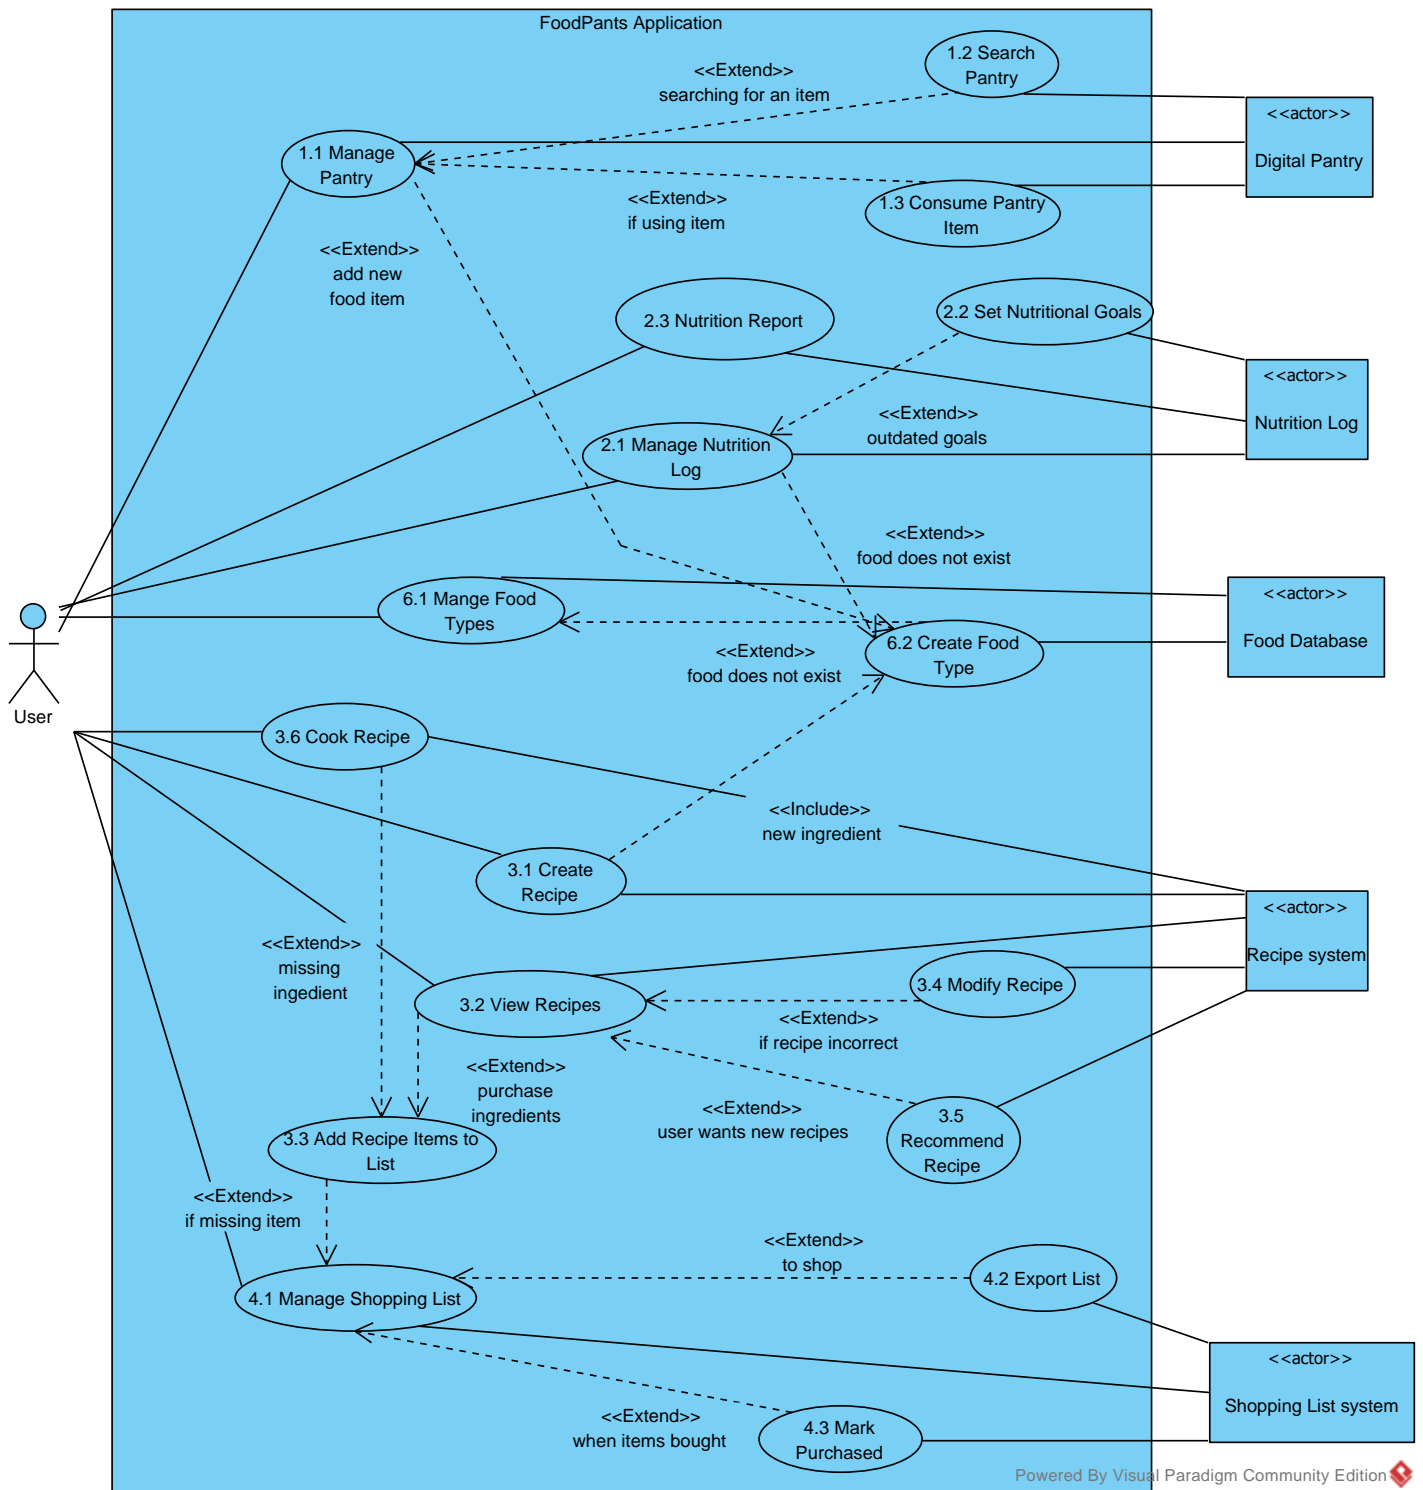 FoodPants Application
1.2 Search
Pantry
<<Extend>>
searching for an item
<<actor>>
Digital Pantry
1.1 Manage
Pantry
<<Extend>>
if using item
1.3 Consume Pantry
Item
<<Extend>>
add new
food item
2.3 Nutrition Report
2.2 Set Nutritional Goals
<<actor>>
Nutrition Log
<<Extend>>
outdated goals
2.1 Manage Nutrition
Log
<<Extend>>
food does not exist
6.1 Mange Food
Types
<<actor>>
Food Database
<<Extend>>
food does not exist
6.2 Create Food
Type
User
3.6 Cook Recipe
<<Include>>
new ingredient
3.1 Create
Recipe
<<actor>>
Recipe system
<<Extend>>
missing
ingedient
3.2 View Recipes
3.4 Modify Recipe
<<Extend>>
if recipe incorrect
<<Extend>>
purchase
ingredients
<<Extend>>
user wants new recipes
3.5
Recommend
Recipe
3.3 Add Recipe Items to
List
<<Extend>>
if missing item
<<Extend>>
to shop
4.2 Export List
4.1 Manage Shopping List
<<actor>>
Shopping List system
<<Extend>>
when items bought
4.3 Mark
Purchased
Powered By Visual Paradigm Community Edition